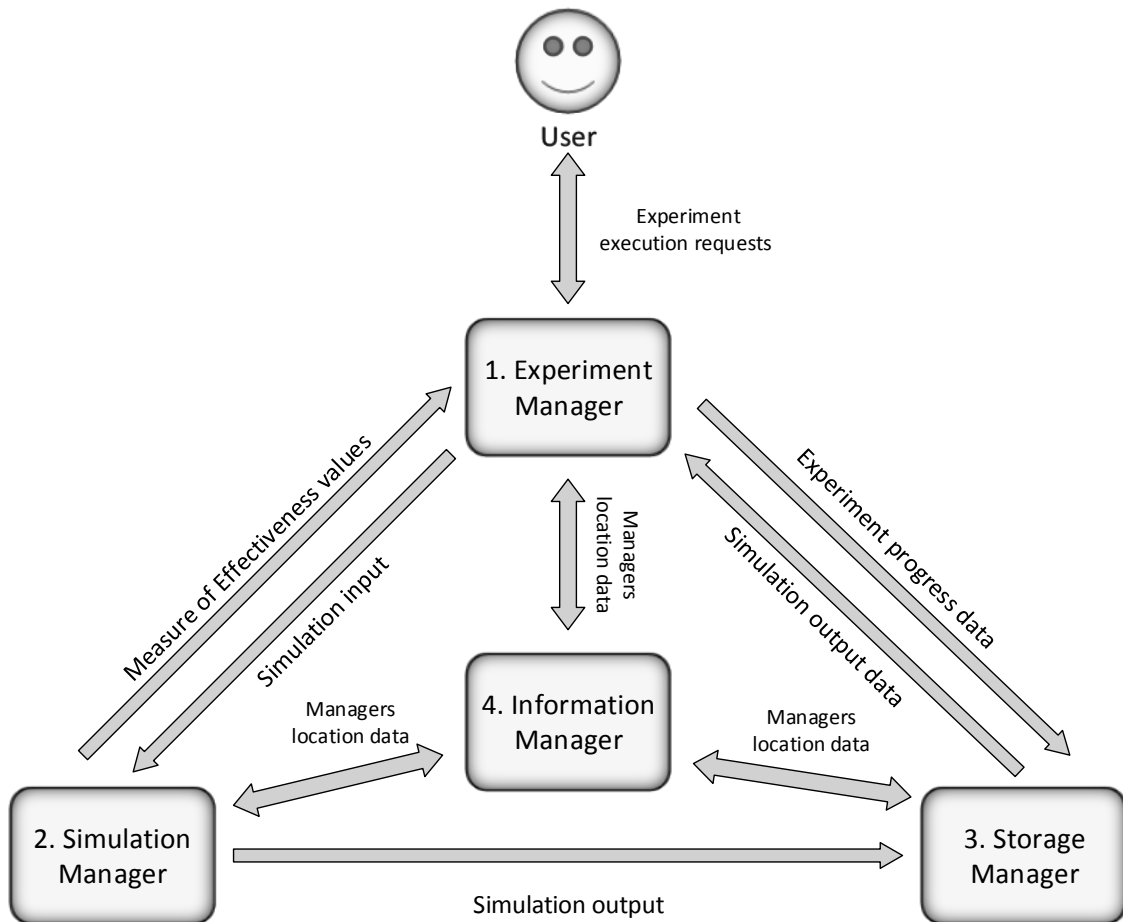 User
Experiment
execution requests
1. Experiment
Manager
Measure of Effectiveness values
Simulation input
Managers
location data
Experiment progress data
Simulation output data
4. Information
Manager
Managers
location data
Managers
location data
2. Simulation
Manager
3. Storage
Manager
Simulation output